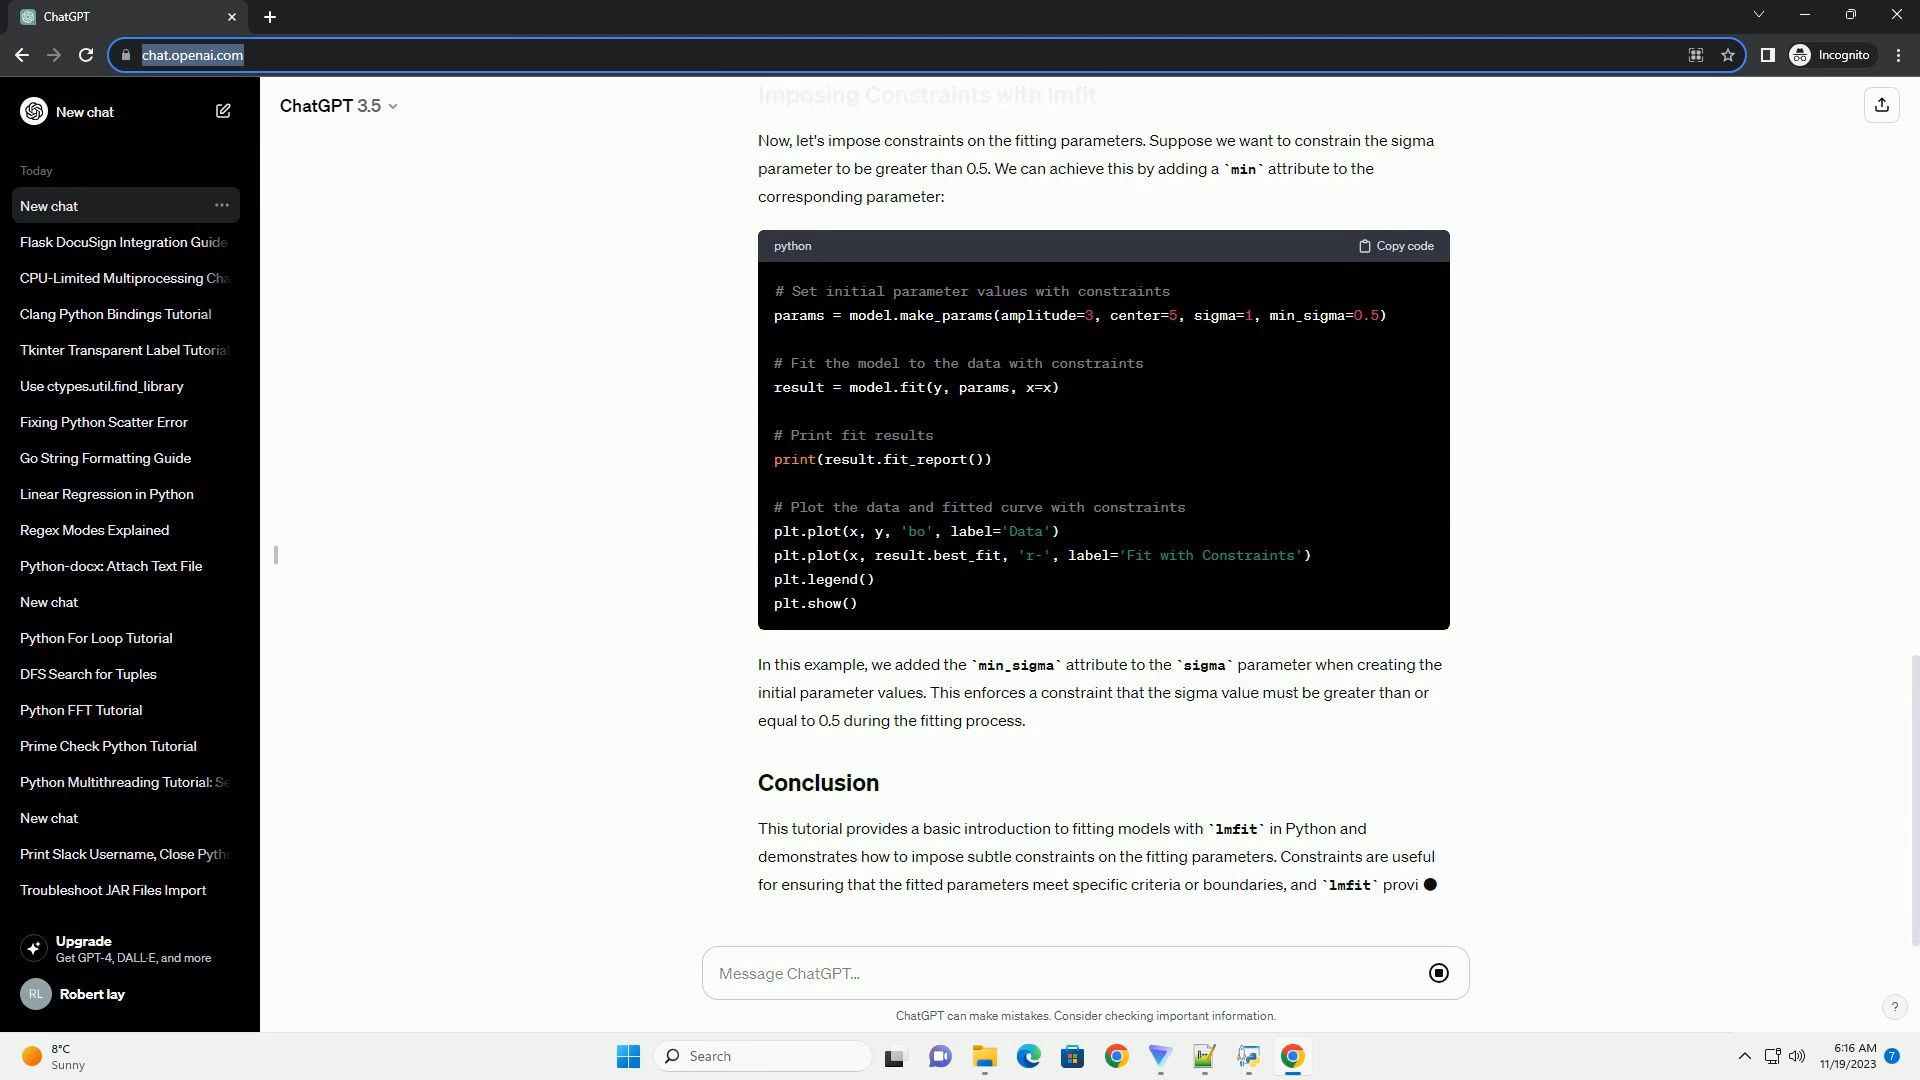 ChatGPT
chat.openai.com
Incognito
New chat
Today
New chat
Flask DocuSign Integration Guide
CPU-Limited Multiprocessing Cha
Clang Python Bindings Tutorial
Tkinter Transparent Label Tutorial
Use ctypes.util.find_library
Fixing Python Scatter Error
Go String Formatting Guide
Linear Regression in Python
Regex Modes Explained
Python-docx: Attach Text File
New chat
Python For Loop Tutorial
DFS Search for Tuples
Python FFT Tutorial
Prime Check Python Tutorial
Python Multithreading Tutorial: Se
New chat
Print Slack Username, Close Pyth
Troubleshoot JAR Files Import
Upgrade
Get GPT-4, DALL·E, and more
RL
Robert lay
ChatGPT 3.5
Imposing Constraints with lmfit
Now, let's impose constraints on the fitting parameters. Suppose we want to constrain the sigma
parameter to be greater than 0.5. We can achieve this by adding a `min` attribute to the
corresponding parameter:
python
Copy code
# Set initial parameter values with constraints
params = model.make_params(amplitude=3, center=5, sigma=1, min_sigma=0.5)
# Fit the model to the data with constraints
result = model.fit(y, params, x=x)
# Print fit results
print(result.fit_report())
# Plot the data and fitted curve with constraints
plt.plot(x, y, 'bo', label='Data')
plt.plot(x, result.best_fit, 'r-', label='Fit with Constraints')
plt.legend()
plt.show()
In this example, we added the `min_sigma` attribute to the `sigma` parameter when creating the
initial parameter values. This enforces a constraint that the sigma value must be greater than or
equal to 0.5 during the fitting process.
Conclusion
This tutorial provides a basic introduction to fitting models with `lmfit` in Python and
demonstrates how to impose subtle constraints on the fitting parameters. Constraints are useful
for ensuring that the fitted parameters meet specific criteria or boundaries, and `lmfit` provi
Message ChatGPT...
ChatGPT can make mistakes. Consider checking important information.
?
8°C
Sunny
Search
6:16 AM
11/19/2023
7